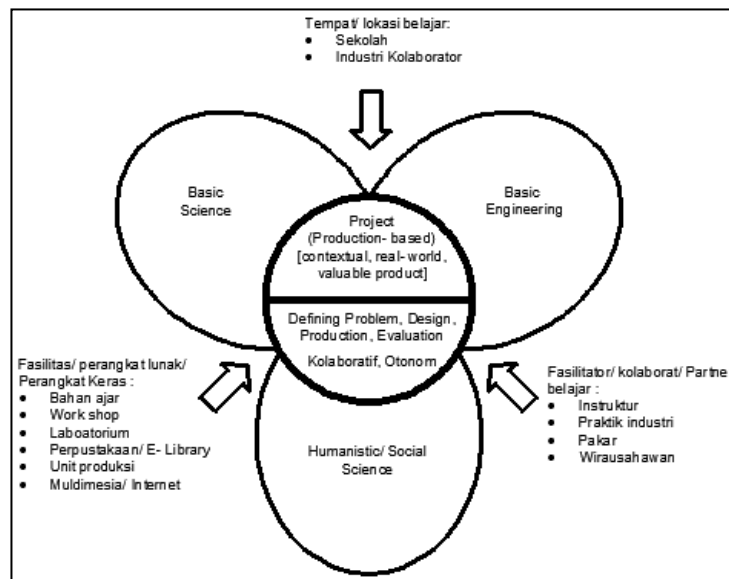 Tempat/ lokasi belajar:
• Sekolah
• Industri Kolaborator
Basic
Science
Basic
Engineering
Project
(Production- based)
[contextual, real- world,
valuable product]
Defining Problem, Design,
Production, Evaluation
Kolaboratif, Otonom
Fasilitas/ perangkat lunak/
Perangkat Keras :
• Bahan ajar
• Work shop
• Laboatorium
• Perpustakaan/ E- Library
• Unit produksi
• Muldimesia/ Internet
Fasilitator/ kolaborat/ Partne
belajar :
• Instruktur
• Praktik industri
• Pakar
• Wirausahawan
Humanistic/ Social
Science